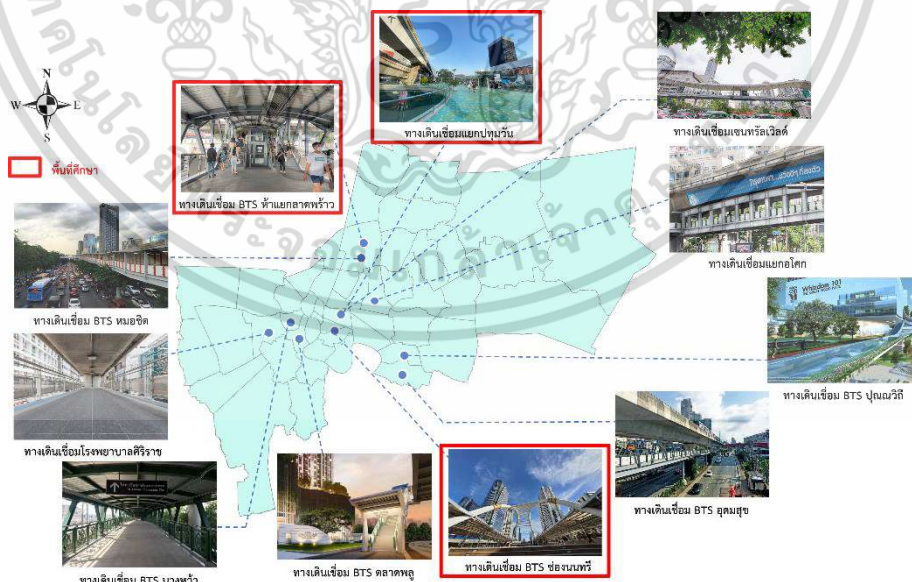 N
W E
S
พื้นที่ศึกษา
ทางเดินเชื่อม BTS ห้าแยกลาดพร้าว
ทางเดินเชื่อมแยกปทุมวัน
ทางเดินเชื่อมเซนทรัลเวิลด์
ทางเดินเชื่อมแยกอโศก
ทางเดินเชื่อม BTS หมอชิต
Whizdom 101
ทางเดินเชื่อม BTS ปุณณวิถี
ทางเดินเชื่อมโรงพยาบาลศิริราช
ทางเดินเชื่อม BTS อุดมสุข
ทางเดินเชื่อม BTS บางหว้า
ทางเดินเชื่อม BTS ตลาดพลู
ทางเดินเชื่อม BTS ช่องนนทรี